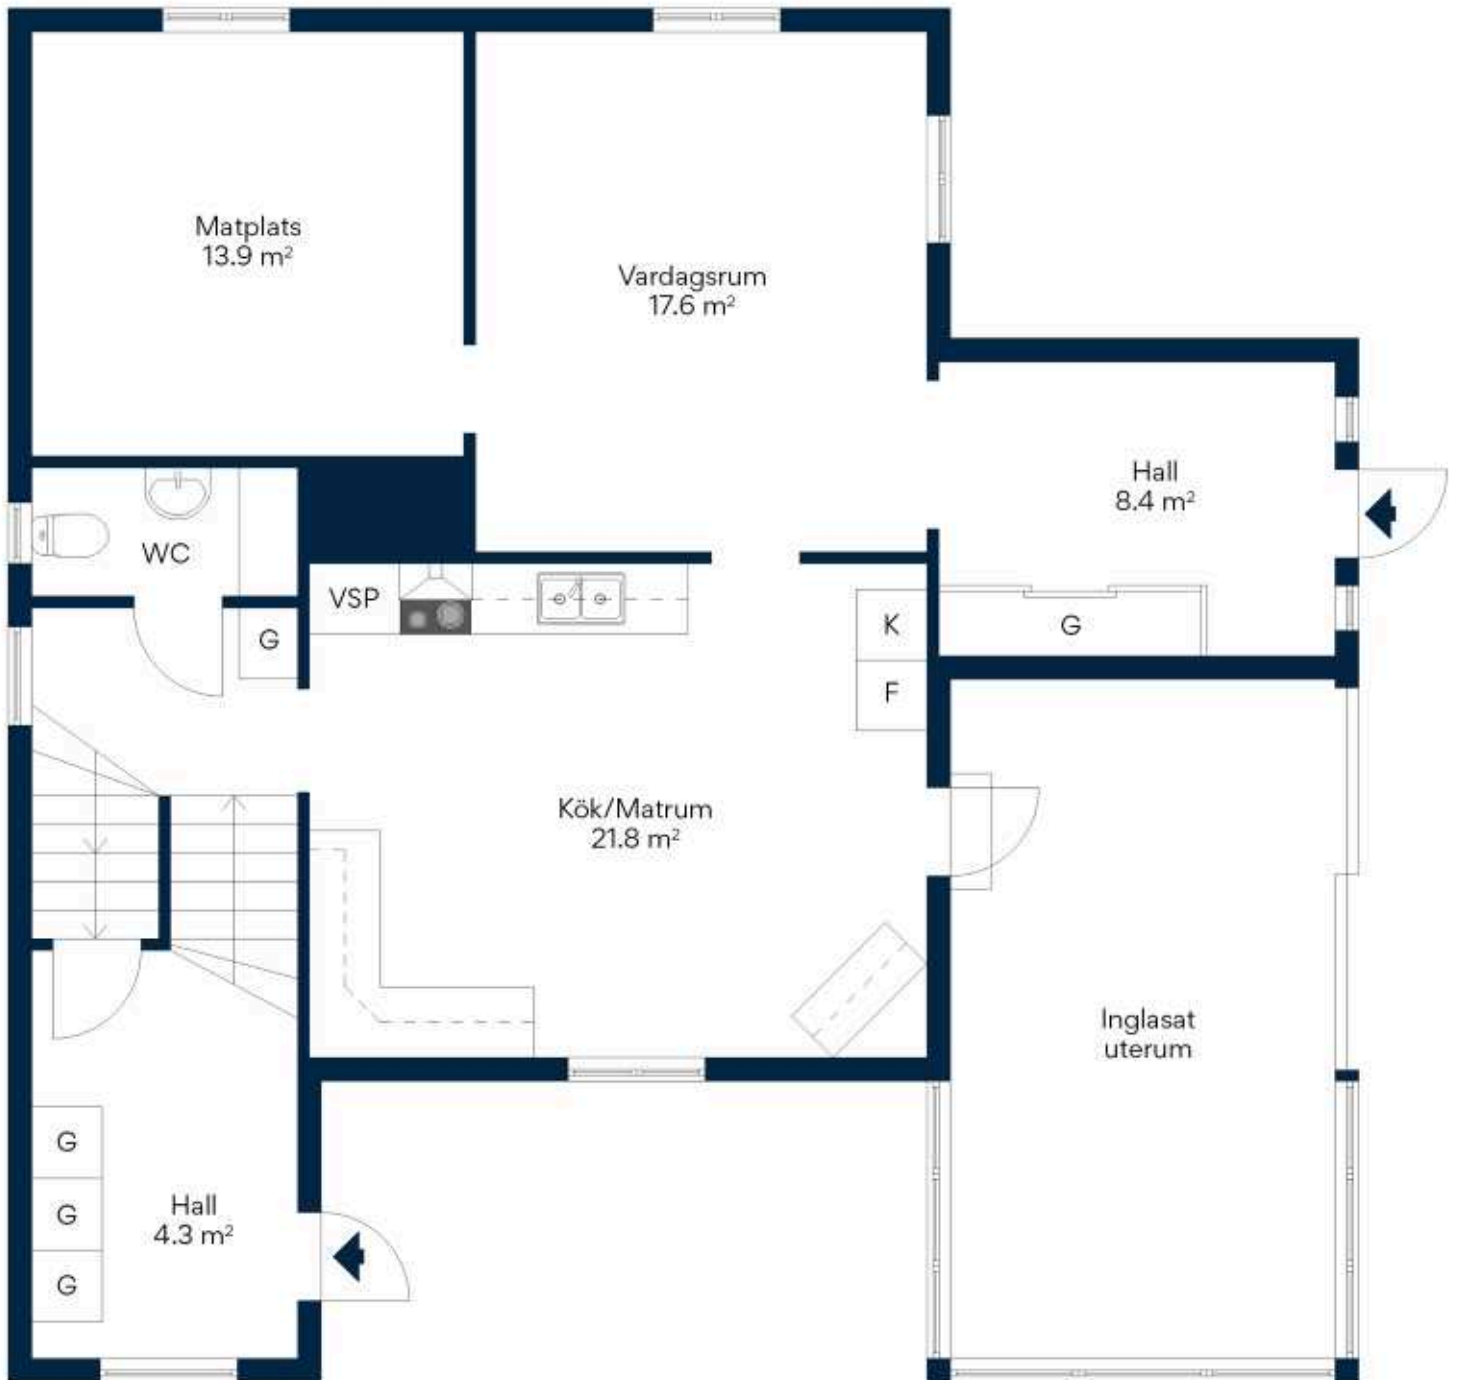 Matplats
13.9 m²
Vardagsrum
17.6 m²
Hall
8.4 m²
WC
VSP
G
K
G
F
Kök/Matrum
21.8 m²
Inglasat
uterum
G
G
Hall
4.3 m²
G